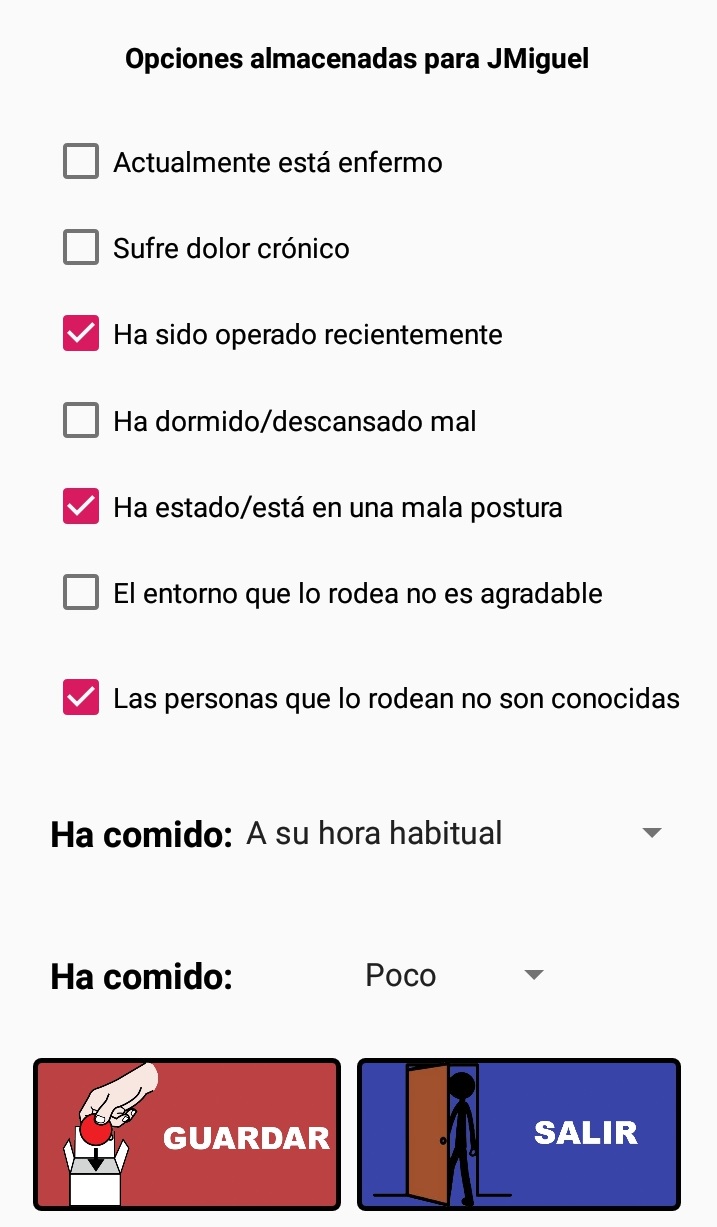 Opciones almacenadas para JMiguel
Actualmente está enfermo
Sufre dolor crónico
Ha sido operado recientemente
Ha dormido/descansado mal
Ha estado/está en una mala postura
El entorno que lo rodea no es agradable
Las personas que lo rodean no son conocidas
Ha comido: A su hora habitual
Ha comido: Poco
GUARDAR
SALIR